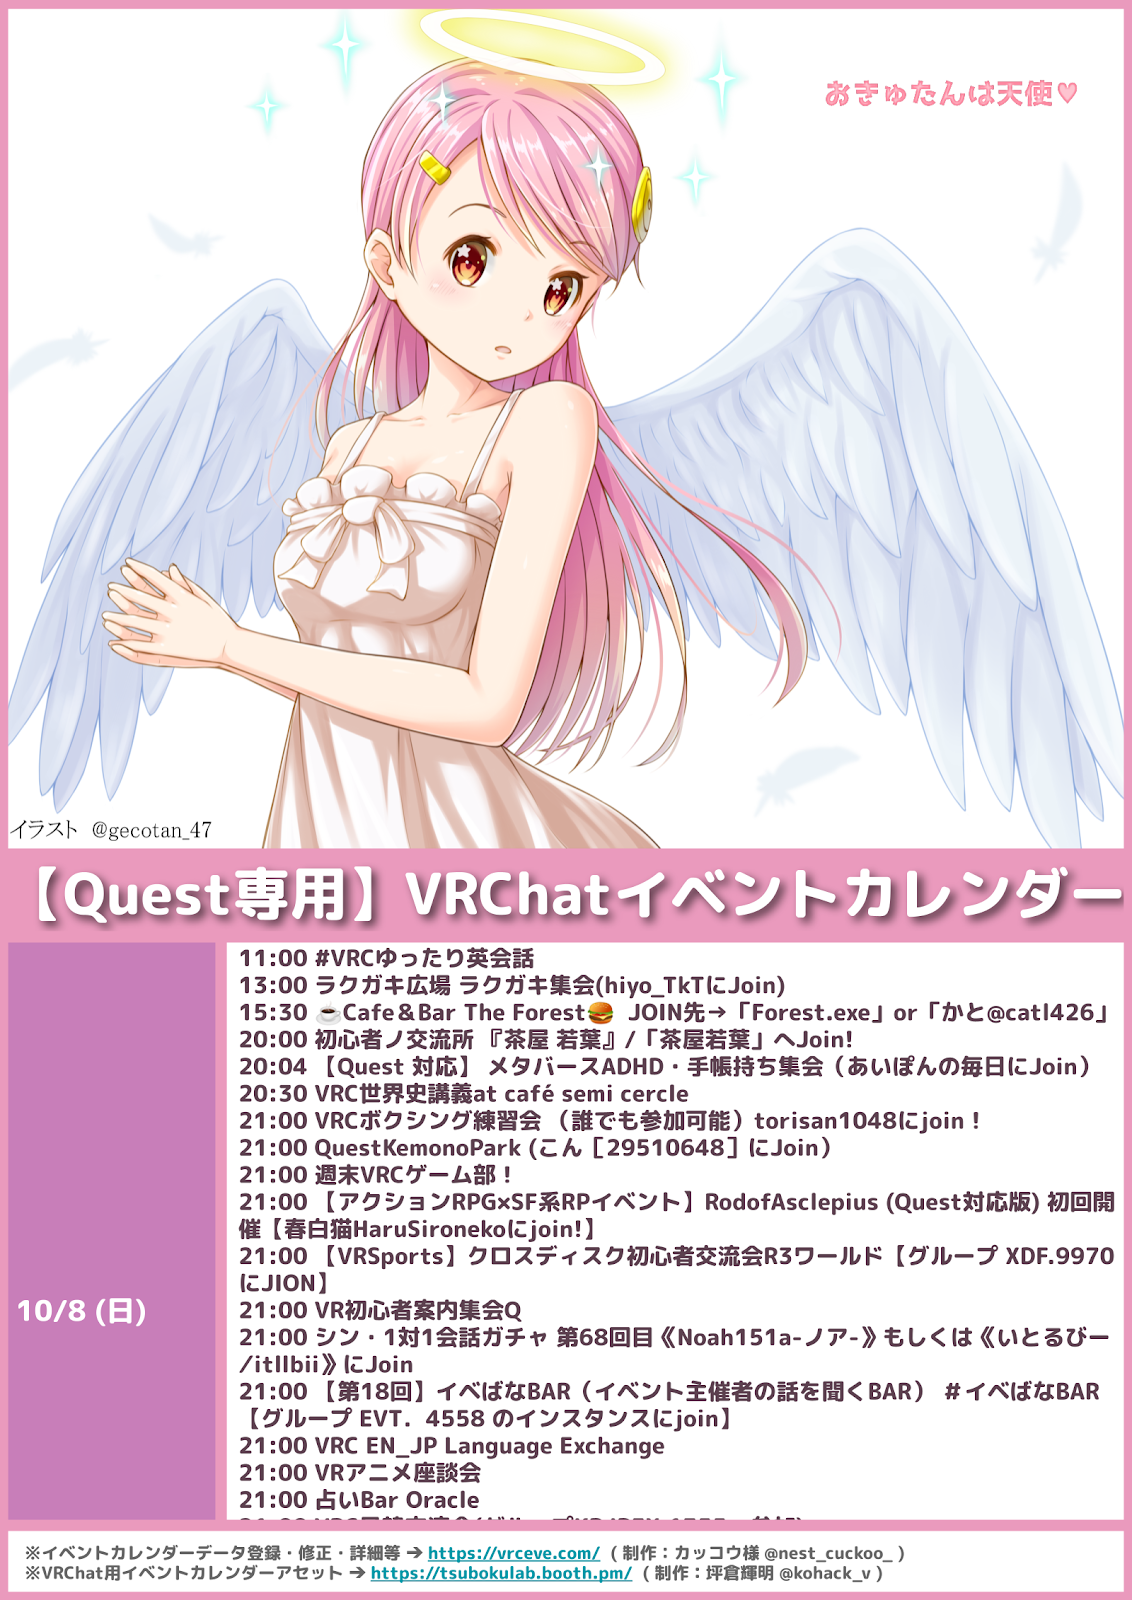 おきゅたんは天使♥
イラスト @gecotan_47
【Quest専用】VRChatイベントカレンダー
10/8 (日)
11:00 #VRCゆったり英会話
13:00 ラクガキ広場 ラクガキ集会(hiyo_TkTにJoin)
15:30 ☕Cafe＆Bar The Forest🍔 JOIN先→「Forest.exe」or「かと@catl426」
20:00 初心者ノ交流所 『茶屋 若葉』/「茶屋若葉」へJoin!
20:04 【Quest 対応】 メタバースADHD・手帳持ち集会（あいぽんの毎日にJoin）
20:30 VRC世界史講義at café semi cercle
21:00 VRCボクシング練習会 （誰でも参加可能）torisan1048にjoin！
21:00 QuestKemonoPark (こん［29510648］にJoin）
21:00 週末VRCゲーム部！
21:00 【アクションRPG×SF系RPイベント】RodofAsclepius (Quest対応版) 初回開
催【春白猫HaruSironekoにjoin!】
21:00 【VRSports】クロスディスク初心者交流会R3ワールド【グループ XDF.9970
にJION】
21:00 VR初心者案内集会Q
21:00 シン・1対1会話ガチャ 第68回目《Noah151a-ノア-》もしくは《いとるびー
/itllbii》にJoin
21:00 【第18回】イベばなBAR（イベント主催者の話を聞くBAR） ＃イベばなBAR
【グループ EVT．4558 のインスタンスにjoin】
21:00 VRC EN_JP Language Exchange
21:00 VRアニメ座談会
21:00 占いBar Oracle
※イベントカレンダーデータ登録・修正・詳細等 ➔ https://vrceve.com/ （ 制作：カッコウ様 @nest_cuckoo_ ）
※VRChat用イベントカレンダーアセット ➔ https://tsubokulab.booth.pm/ （ 制作：坪倉輝明 @kohack_v ）